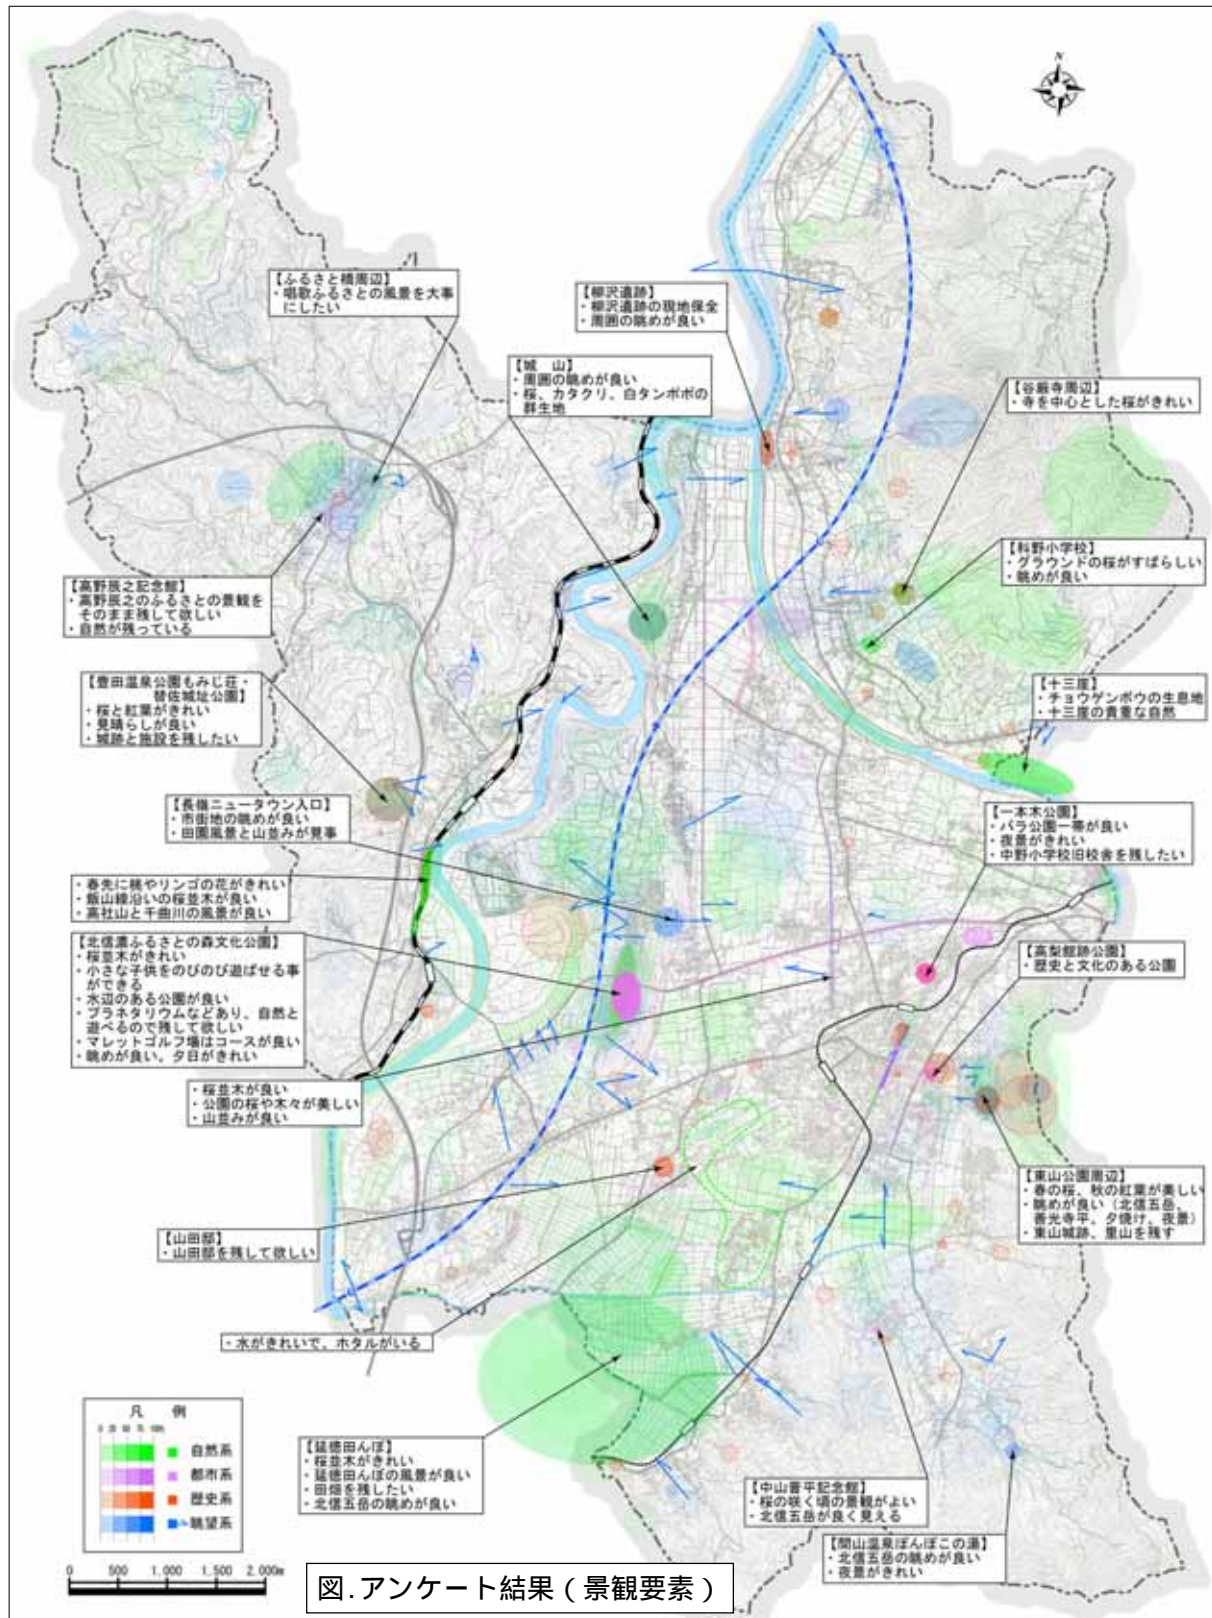 N
【ふるさと橋周辺】
・唱歌ふるさとの風景を大事
にしたい
【柳沢遺跡】
・柳沢遺跡の現地保全
・周囲の眺めが良い
【城　山】
・周囲の眺めが良い
・桜、カタクリ、白タンポポの
群生地
【谷厳寺周辺】
・寺を中心とした桜がきれい
【科野小学校】
・グラウンドの桜がすばらしい
・眺めが良い
【高野辰之記念館】
・高野辰之のふるさとの景観を
そのまま残して欲しい
・自然が残っている
【十三崖】
・チョウゲンボウの生息地
・十三崖の貴重な自然
【豊田温泉公園もみじ荘・
替佐城址公園】
・桜と紅葉がきれい
・見晴らしが良い
・城跡と施設を残したい
【長嶺ニュータウン入口】
・市街地の眺めが良い
・田園風景と山並みが見事
【一本木公園】
・バラ公園一帯が良い
・夜景がきれい
・中野小学校旧校舎を残したい
・春先に桃やリンゴの花がきれい
・飯山線沿いの桜並木が良い
・高社山と千曲川の風景が良い
【北信濃ふるさとの森文化公園】
・桜並木がきれい
・小さな子供をのびのび遊ばせる事
ができる
・水辺のある公園が良い
・プラネタリウムなどあり、自然と
遊べるので残して欲しい
・マレットゴルフ場はコースが良い
・眺めが良い、夕日がきれい
【高梨館跡公園】
・歴史と文化のある公園
・桜並木が良い
・公園の桜や木々が美しい
・山並みが良い
【東山公園周辺】
・春の桜、秋の紅葉が美しい
・眺めが良い（北信五岳、
善光寺平、夕焼け、夜景）
・東山城跡、里山を残す
【山田邸】
・山田邸を残して欲しい
・水がきれいで、ホタルがいる
【延徳田んぼ】
・桜並木がきれい
・延徳田んぼの風景が良い
・田畑を残したい
・北信五岳の眺めが良い
【中山晋平記念館】
・桜の咲く頃の景観がよい
・北信五岳が良く見える
【間山温泉ぽんぽこの湯】
・北信五岳の眺めが良い
・夜景がきれい
凡　例
0 25 50 75 100%
自然系
都市系
歴史系
眺望系
0 500 1,000 1,500 2,000m
図.アンケート結果（景観要素）